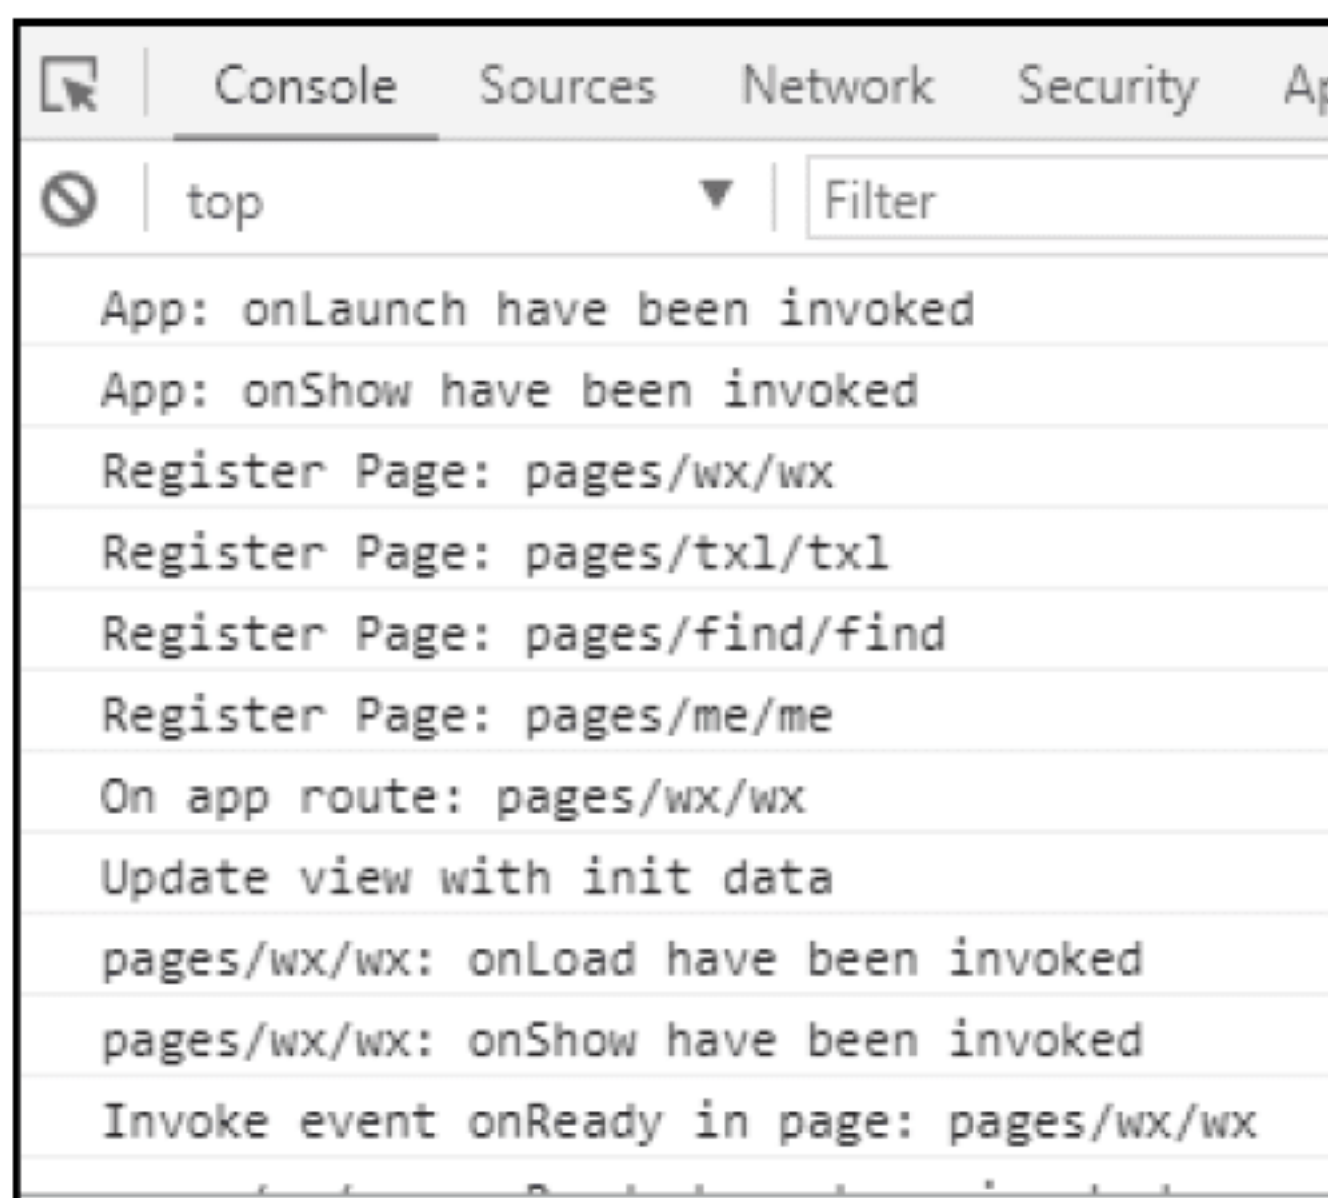 Console Sources Network Security Ap
top Filter
App: onLaunch have been invoked
App: onShow have been invoked
Register Page: pages/wx/wx
Register Page: pages/txl/txl
Register Page: pages/find/find
Register Page: pages/me/me
On app route: pages/wx/wx
Update view with init data
pages/wx/wx: onLoad have been invoked
pages/wx/wx: onShow have been invoked
Invoke event onReady in page: pages/wx/wx